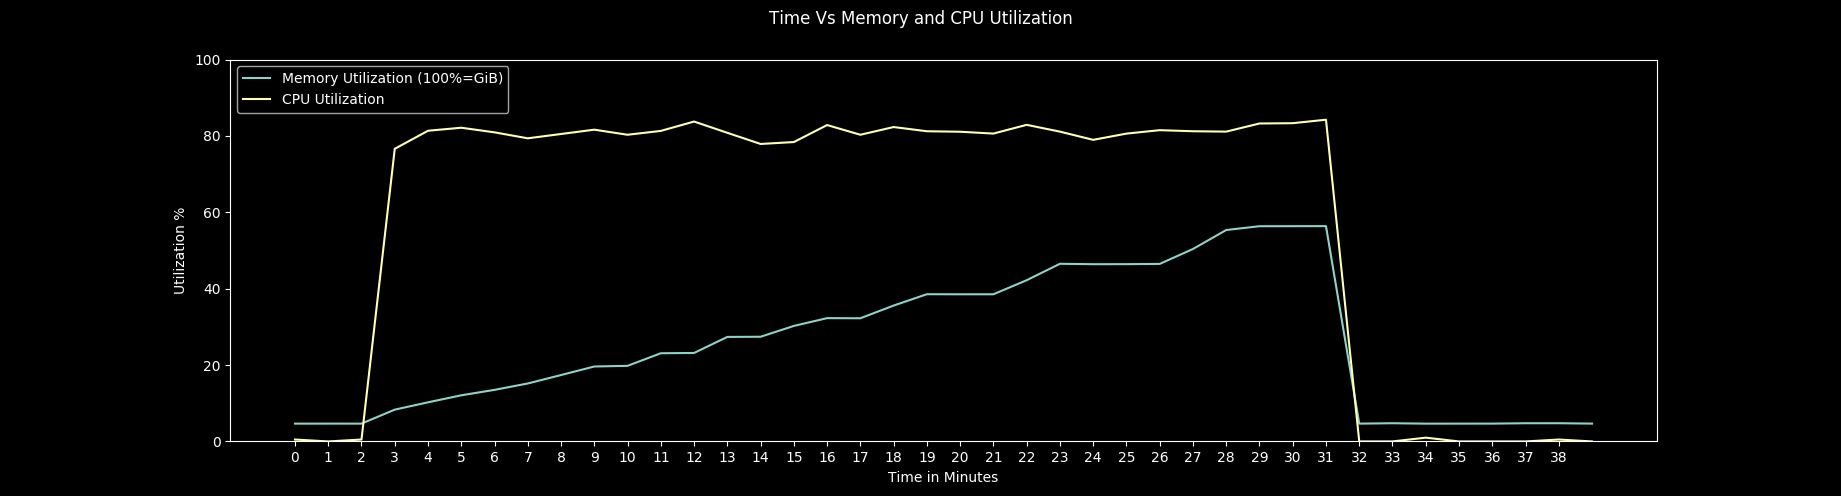 Time Vs Memory and CPU Utilization
100
Memory Utilization (100%=GiB)
CPU Utilization
80
60
Utilization %
40
20
0
0 1 2 3 4 5 6 7 8 9 10 11 12 13 14 15 16 17 18 19 20 21 22 23 24 25 26 27 28 29 30 31 32 33 34 35 36 37 38
Time in Minutes